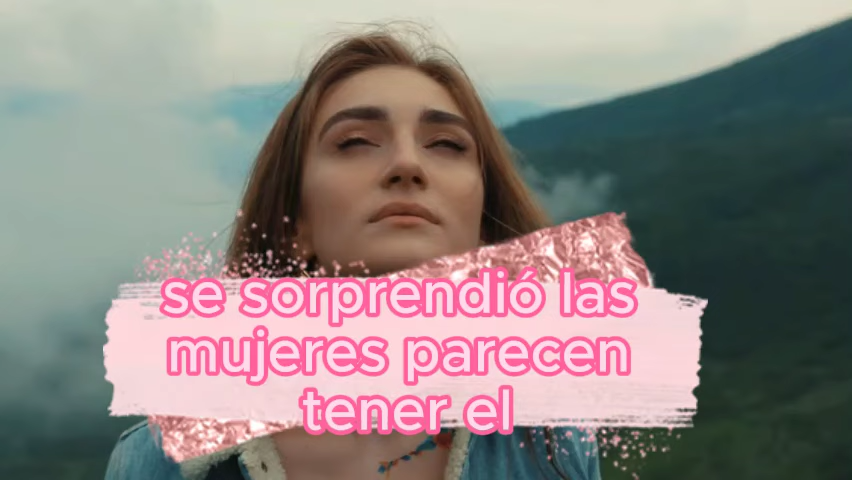 se sorprendió las
mujeres parecen
tener el